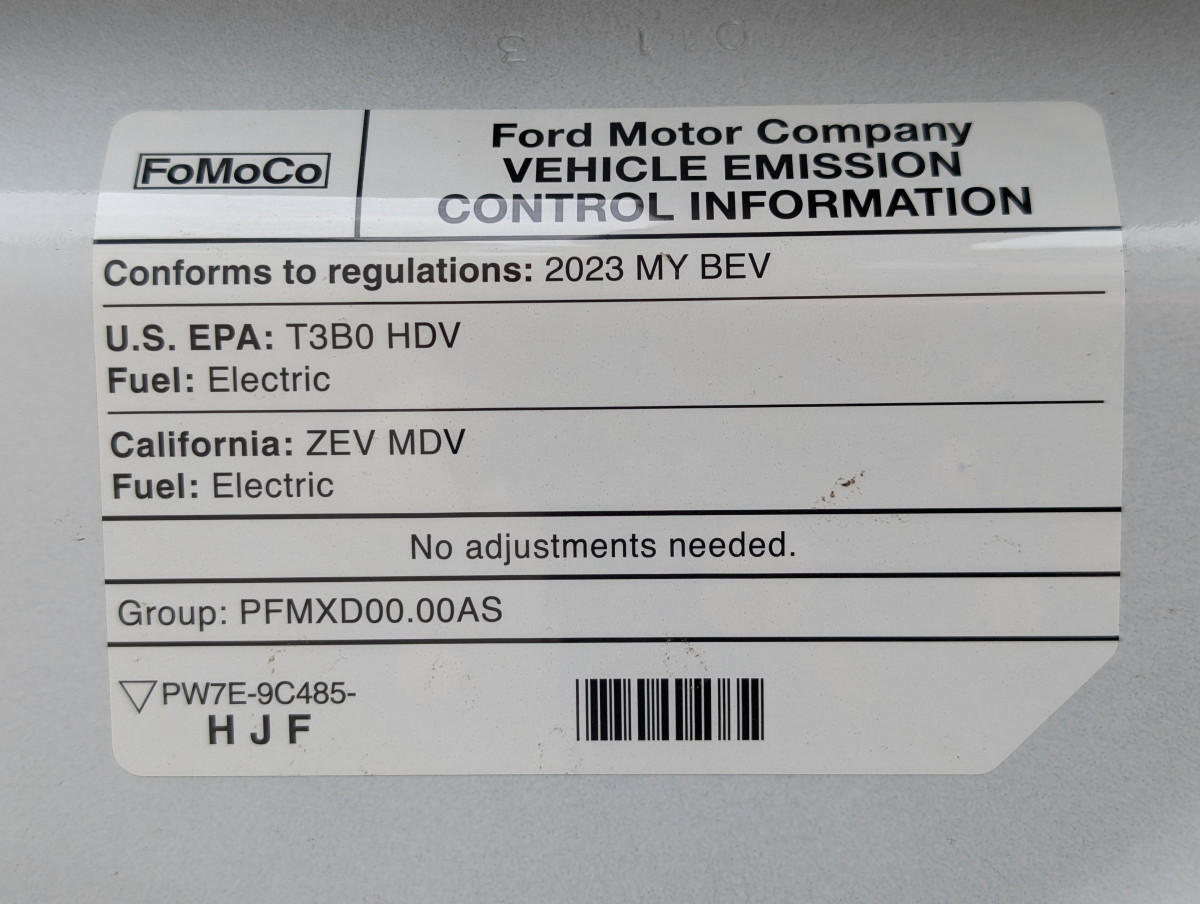 FoMoCo
Ford Motor Company
VEHICLE EMISSION
CONTROL INFORMATION
Conforms to regulations: 2023 MY BEV
U.S. EPA: T3B0 HDV
Fuel: Electric
California: ZEV MDV
Fuel: Electric
No adjustments needed.
Group: PFMXD00.00AS
PW7E-9C485-
H J F